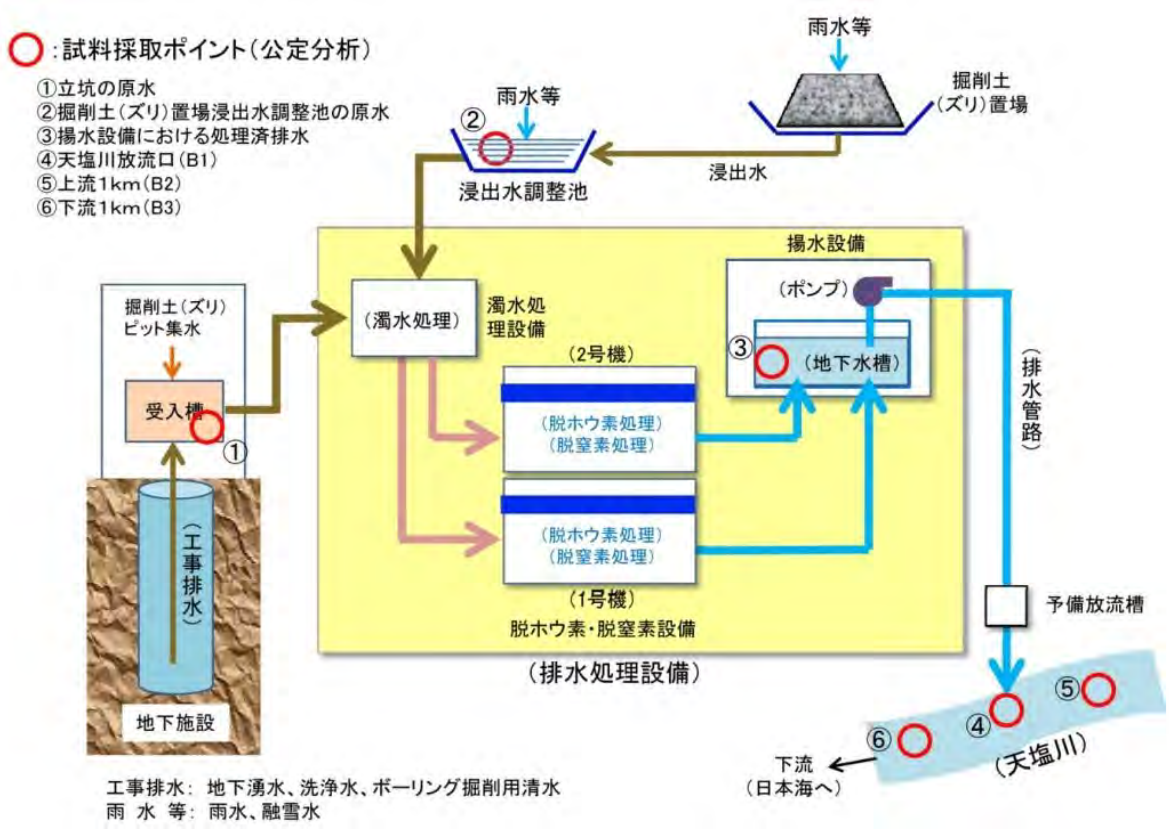 ○:試料採取ポイント(公定分析)
①立坑の原水
②掘削土(ズリ)置場浸出水調整池の原水
③揚水設備における処理済排水
④天塩川放流口(B1)
⑤上流1km(B2)
⑥下流1km(B3)
雨水等
掘削土
(ズリ)置場
雨水等
②
浸出水調整池
浸出水
掘削土(ズリ)
ピット集水
受入槽
①
(工事排水)
地下施設
(濁水処理)
濁水処
理設備
(2号機)
(脱ホウ素処理)
(脱窒素処理)
(脱ホウ素処理)
(脱窒素処理)
(1号機)
脱ホウ素・脱窒素設備
揚水設備
(ポンプ)
③
(地下水槽)
(排水処理設備)
(排水管路)
予備放流槽
⑤
④
⑥
(天塩川)
下流
(日本海へ)
工事排水: 地下湧水、洗浄水、ボーリング掘削用清水
雨 水 等: 雨水、融雪水